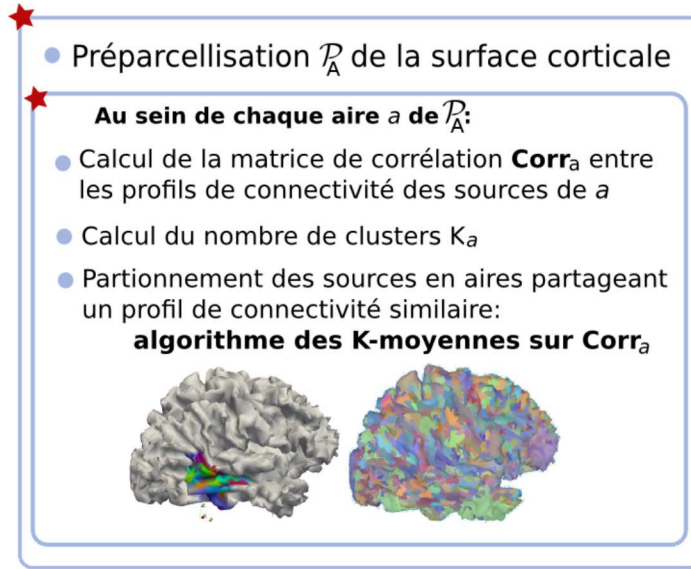 Préparcellisation 𝒫A de la surface corticale
Au sein de chaque aire a de 𝒫A:
Calcul de la matrice de corrélation Corra entre
les profils de connectivité des sources de a
Calcul du nombre de clusters Ka
Partionnement des sources en aires partageant
un profil de connectivité similaire:
algorithme des K-moyennes sur Corra